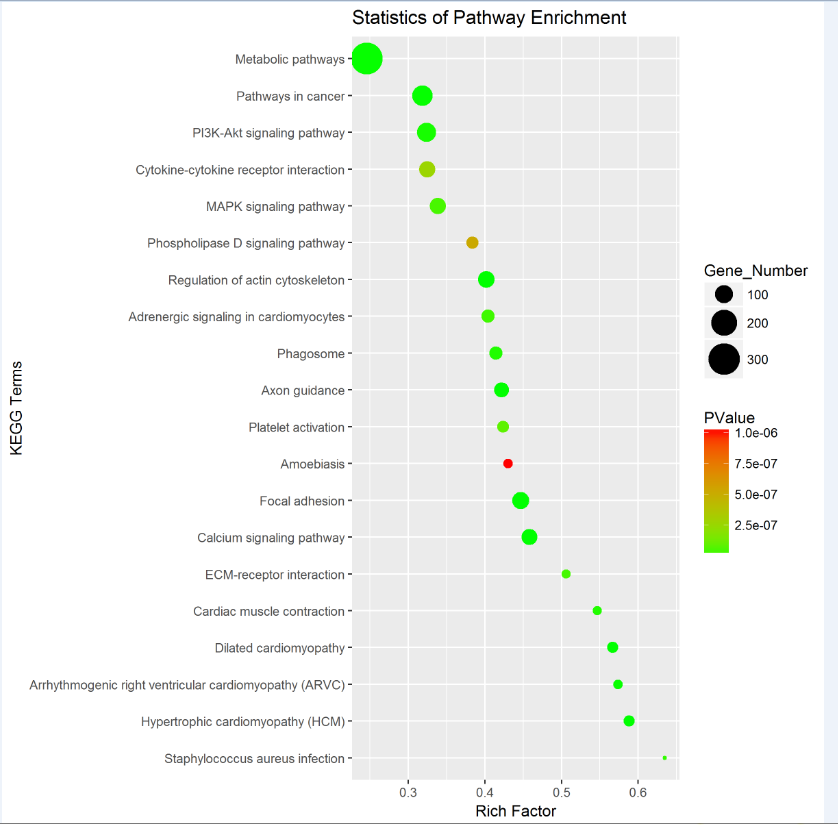 Statistics of Pathway Enrichment
KEGG Terms
Metabolic pathways
Pathways in cancer
PI3K-Akt signaling pathway
Cytokine-cytokine receptor interaction
MAPK signaling pathway
Phospholipase D signaling pathway
Regulation of actin cytoskeleton
Adrenergic signaling in cardiomyocytes
Phagosome
Axon guidance
Platelet activation
Amoebiasis
Focal adhesion
Calcium signaling pathway
ECM-receptor interaction
Cardiac muscle contraction
Dilated cardiomyopathy
Arrhythmogenic right ventricular cardiomyopathy (ARVC)
Hypertrophic cardiomyopathy (HCM)
Staphylococcus aureus infection
0.3 0.4 0.5 0.6
Rich Factor
Gene_Number
100
200
300
PValue
1.0e-06
7.5e-07
5.0e-07
2.5e-07